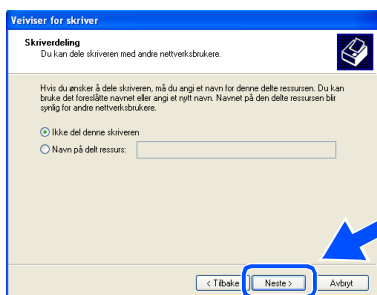 Veiviser for skriver
Skriverdeling
Du kan dele skriveren med andre nettverksbrukere.
Hvis du ønsker å dele skriveren, må du angi et navn for denne delte ressursen. Du kan
bruke det foreslåtte navnet eller angi et nytt navn. Navnet på den delte ressursen blir
synlig for andre nettverksbrukere.
Ikke del denne skriveren
Navn på delt ressurs:
< Tilbake
Neste >
Avbryt